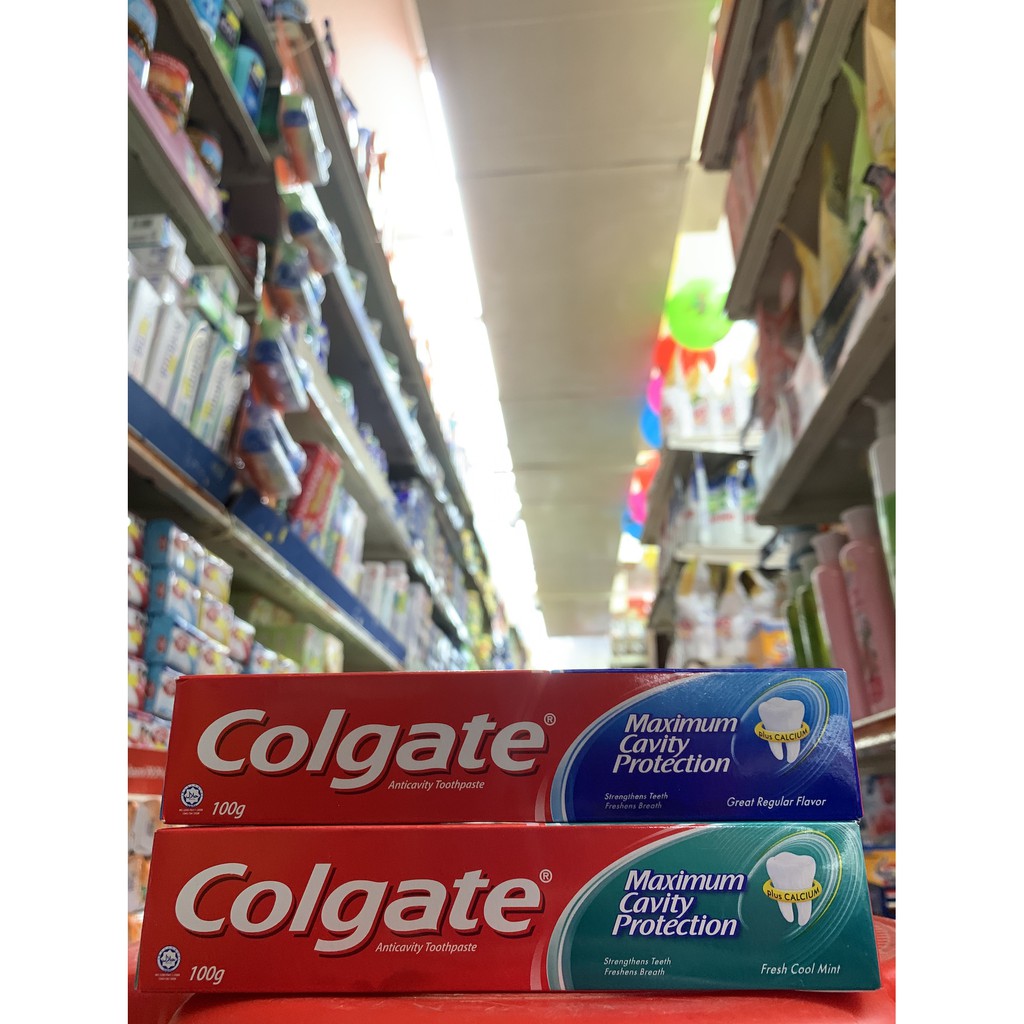 Colgate®
Anticavity Toothpaste
100g
Maximum
Cavity
Protection
plus CALCIUM
Strengthens Teeth
Freshens Breath
Great Regular Flavor
Colgate®
Anticavity Toothpaste
100g
Maximum
Cavity
Protection
plus CALCIUM
Strengthens Teeth
Freshens Breath
Fresh Cool Mint